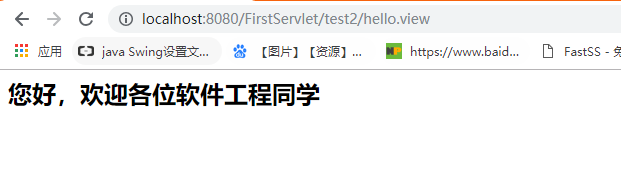 localhost:8080/FirstServlet/test2/hello.view
应用 java Swing设置文... 【图片】【资源】... https://www.baid... FastSS - 免
您好，欢迎各位软件工程同学